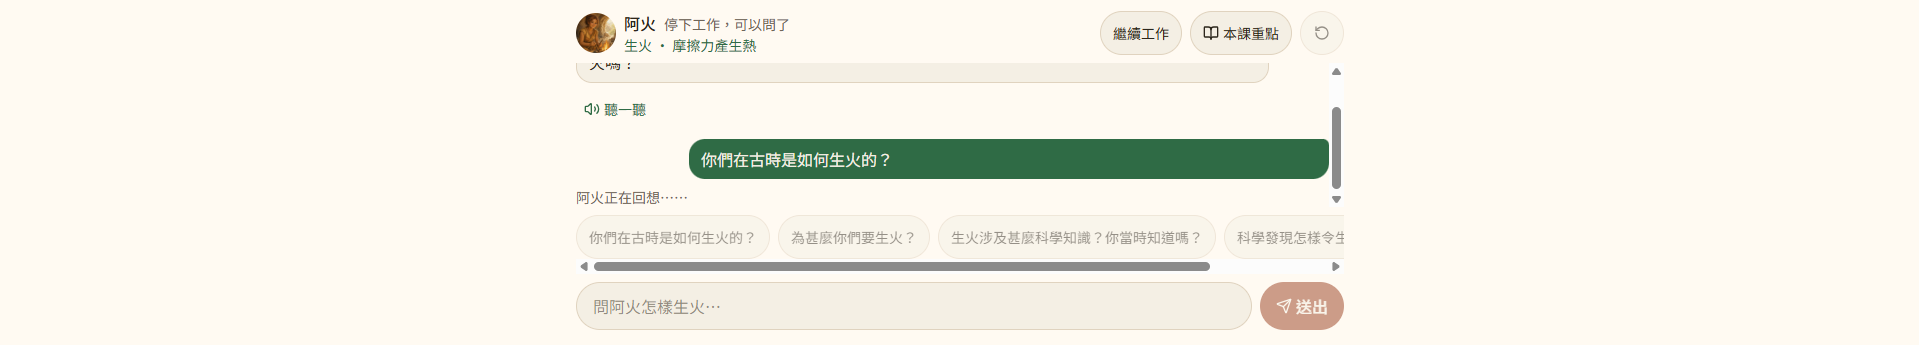 阿火 停下工作，可以問了
生火 · 摩擦力產生熱
繼續工作
本課重點
火嗎？
聽一聽
你們在古時是如何生火的？
阿火正在回想⋯⋯
你們在古時是如何生火的？
為甚麼你們要生火？
生火涉及甚麼科學知識？你當時知道嗎？
科學發現怎樣令生
問阿火怎樣生火⋯
送出